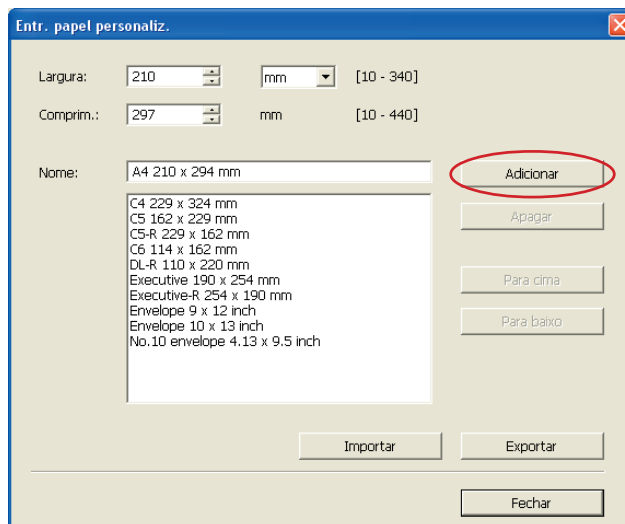 Entr. papel personaliz.
Largura: 210 mm [10 - 340]
Comprim.: 297 mm [10 - 440]
Nome: A4 210 x 294 mm Adicionar
C4 229 x 324 mm
C5 162 x 229 mm
C5-R 229 x 162 mm
C6 114 x 162 mm
DL-R 110 x 220 mm
Executive 190 x 254 mm
Executive-R 254 x 190 mm
Envelope 9 x 12 inch
Envelope 10 x 13 inch
No.10 envelope 4.13 x 9.5 inch
Apagar
Para cima
Para baixo
Importar Exportar
Fechar